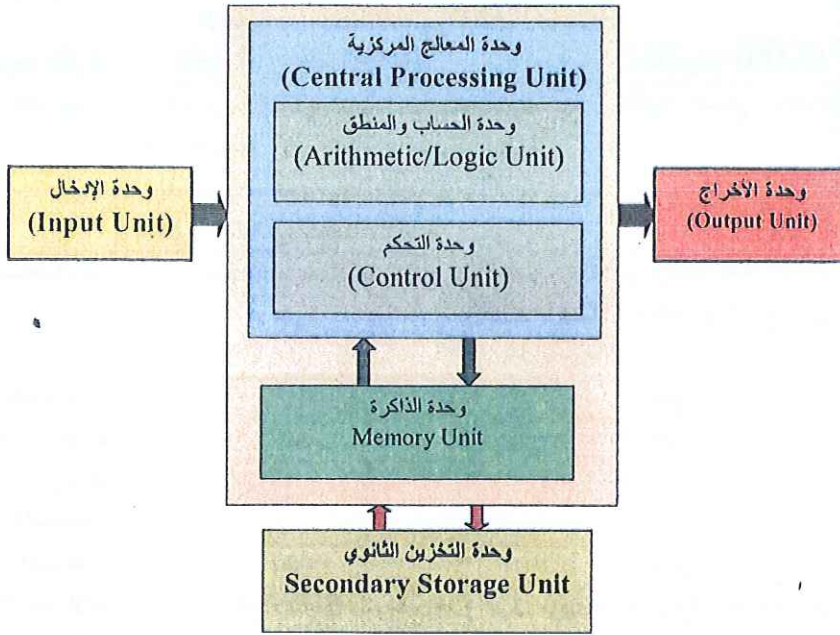 وحدة المعالج المركزية
(Central Processing Unit)
وحدة الحساب والمنطق
(Arithmetic/Logic Unit)
وحدة الإدخال
(Input Unit)
وحدة الأخراج
(Output Unit)
وحدة التحكم
(Control Unit)
وحدة الذاكرة
Memory Unit
وحدة التخزين الثانوي
Secondary Storage Unit